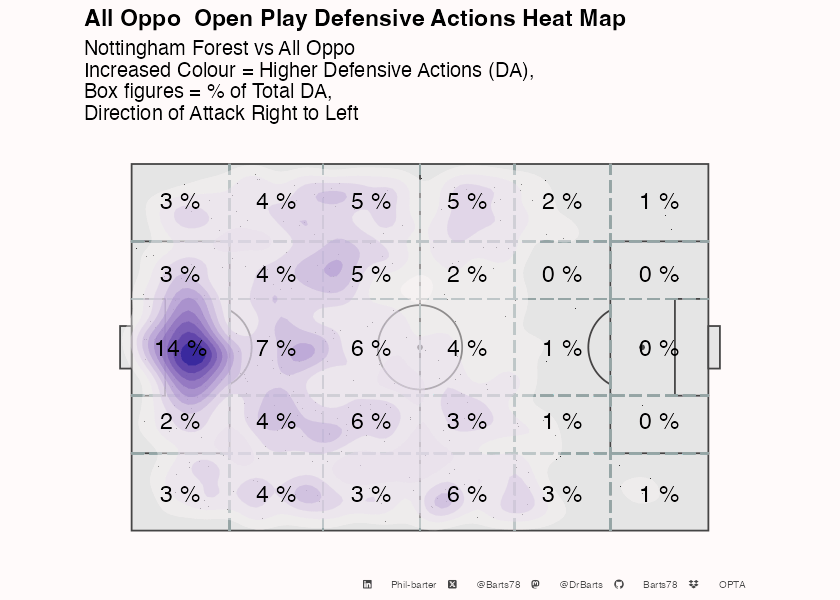 All Oppo  Open Play Defensive Actions Heat Map
Nottingham Forest vs All Oppo
Increased Colour = Higher Defensive Actions (DA),
Box figures = % of Total DA,
Direction of Attack Right to Left
3 % 4 % 5 % 5 % 2 % 1 %
3 % 4 % 5 % 2 % 0 % 0 %
14 % 7 % 6 % 4 % 1 % 0 %
2 % 4 % 6 % 3 % 1 % 0 %
3 % 4 % 3 % 6 % 3 % 1 %
Phil-barter @Barts78 @DrBarts Barts78 OPTA